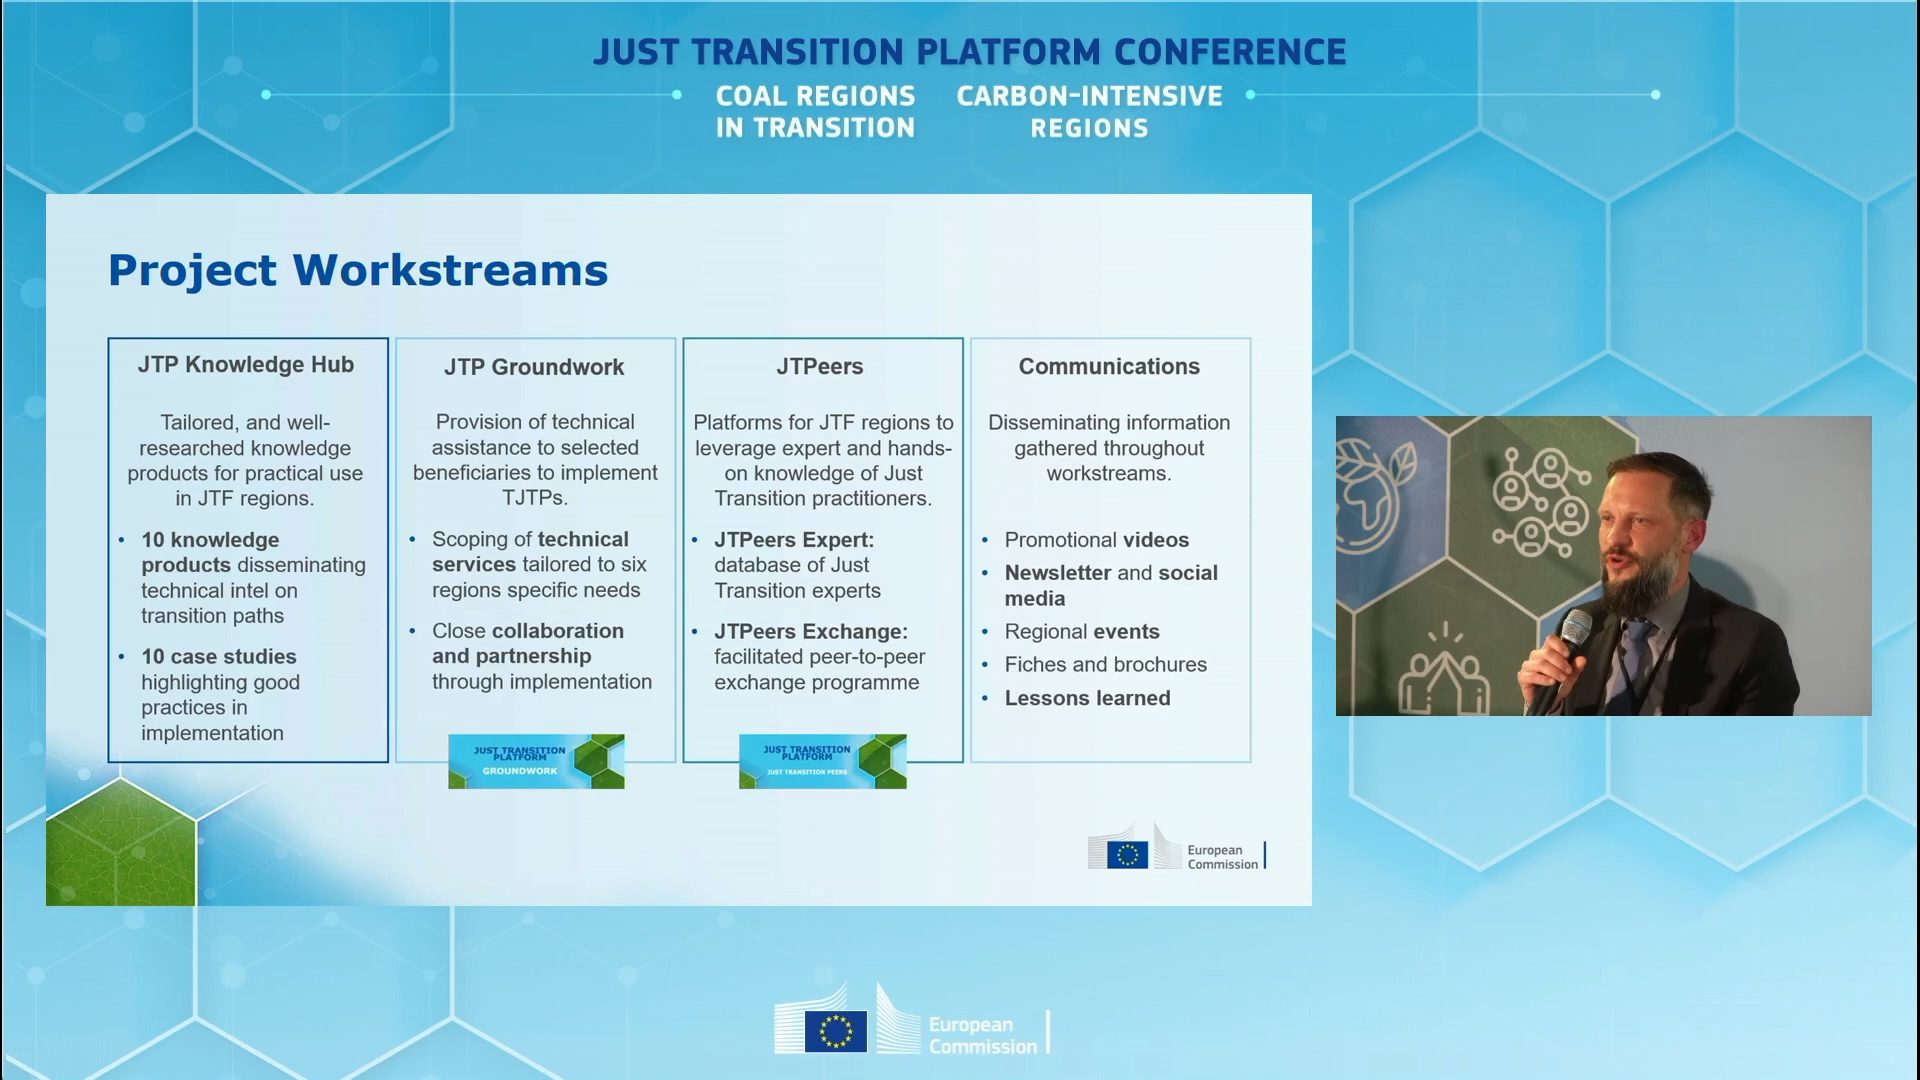 JUST TRANSITION PLATFORM CONFERENCE
COAL REGIONS
IN TRANSITION
CARBON-INTENSIVE
REGIONS
Project Workstreams
JTP Knowledge Hub
Tailored, and well-
researched knowledge
products for practical use
in JTF regions.
• 10 knowledge
products disseminating
technical intel on
transition paths
• 10 case studies
highlighting good
practices in
implementation
JTP Groundwork
Provision of technical
assistance to selected
beneficiaries to implement
TJTPs.
• Scoping of technical
services tailored to six
regions specific needs
• Close collaboration
and partnership
through implementation
JUST TRANSITION
PLATFORM
GROUNDWORK
JTPeers
Platforms for JTF regions to
leverage expert and hands-
on knowledge of Just
Transition practitioners.
• JTPeers Expert:
database of Just
Transition experts
• JTPeers Exchange:
facilitated peer-to-peer
exchange programme
JUST TRANSITION
PLATFORM
JUST TRANSITION PEERS
Communications
Disseminating information
gathered throughout
workstreams.
• Promotional videos
• Newsletter and social
media
• Regional events
• Fiches and brochures
• Lessons learned
European
Commission
European
Commission